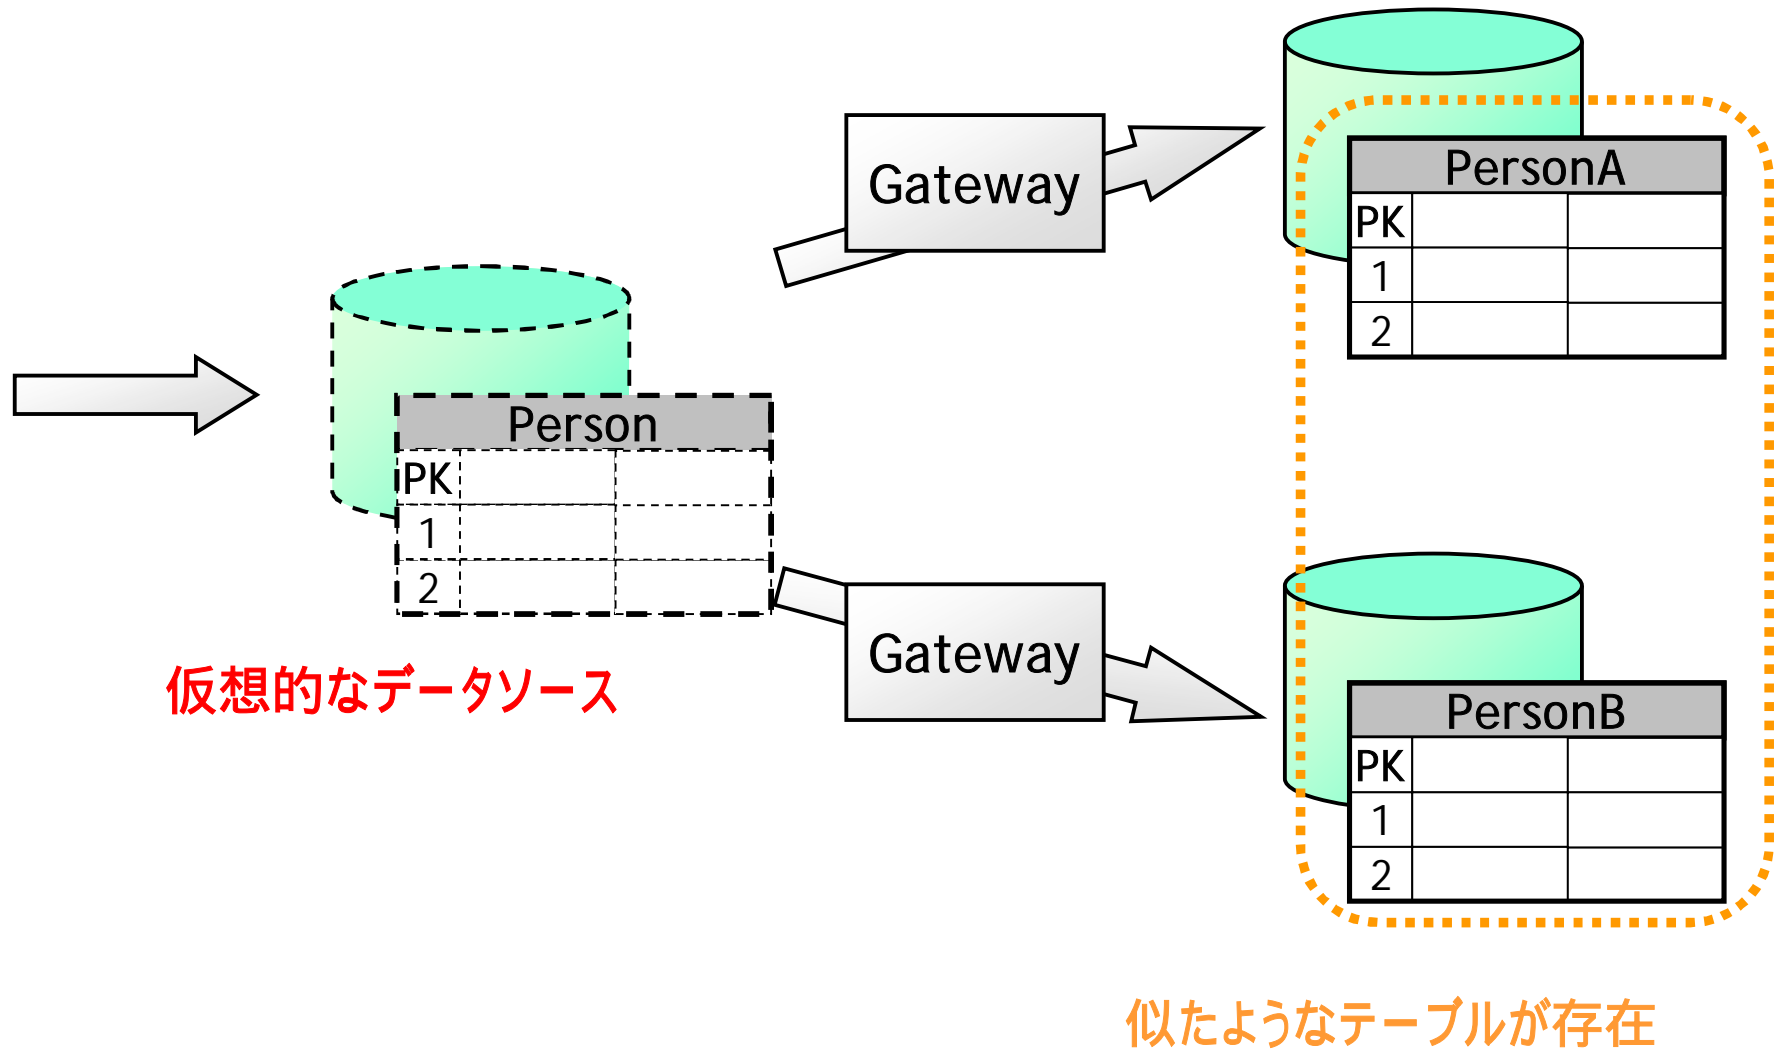 Gateway
PersonA
PK
1
2
Person
PK
1
2
仮想的なデータソース
Gateway
PersonB
PK
1
2
似たようなテーブルが存在